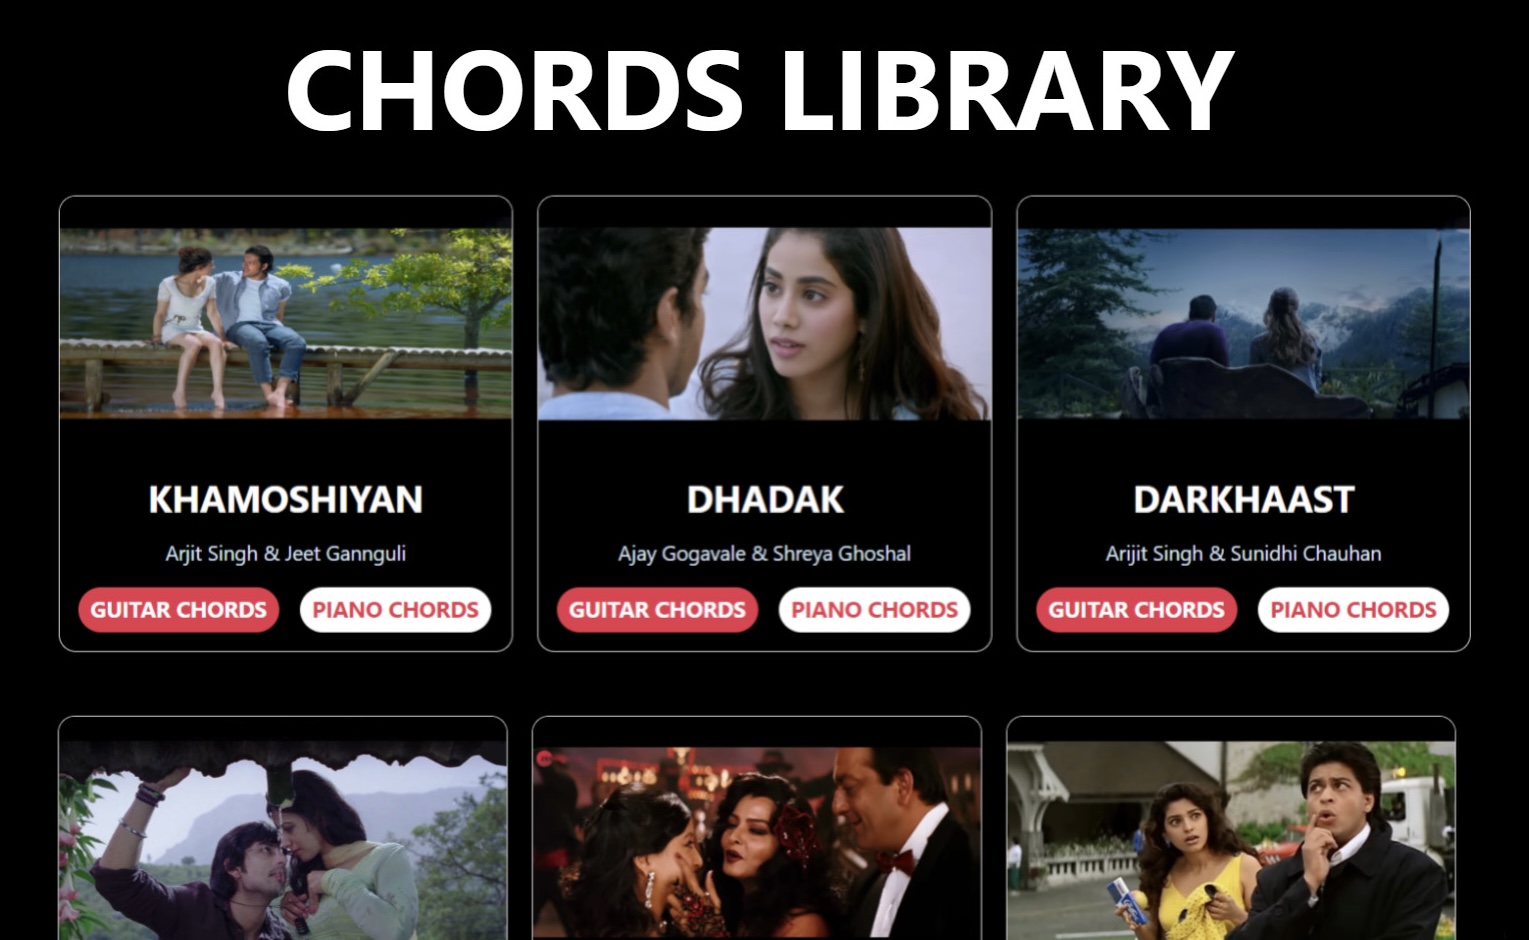 CHORDS LIBRARY
KHAMOSHIYAN
Arjit Singh & Jeet Gannguli
GUITAR CHORDS PIANO CHORDS
DHADAK
Ajay Gogavale & Shreya Ghoshal
GUITAR CHORDS PIANO CHORDS
DARKHAAST
Arijit Singh & Sunidhi Chauhan
GUITAR CHORDS PIANO CHORDS